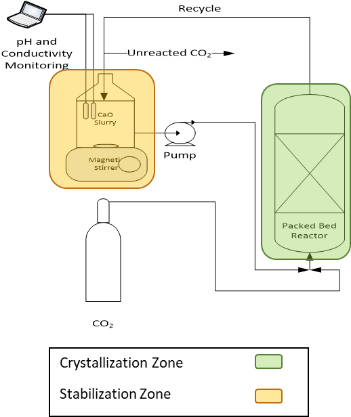 Recycle
pH and
Conductivity
Monitoring
Unreacted CO₂
CaO
Slurry
Magnetic
Stirrer
Pump
Packed Bed
Reactor
CO₂
Crystallization Zone
Stabilization Zone